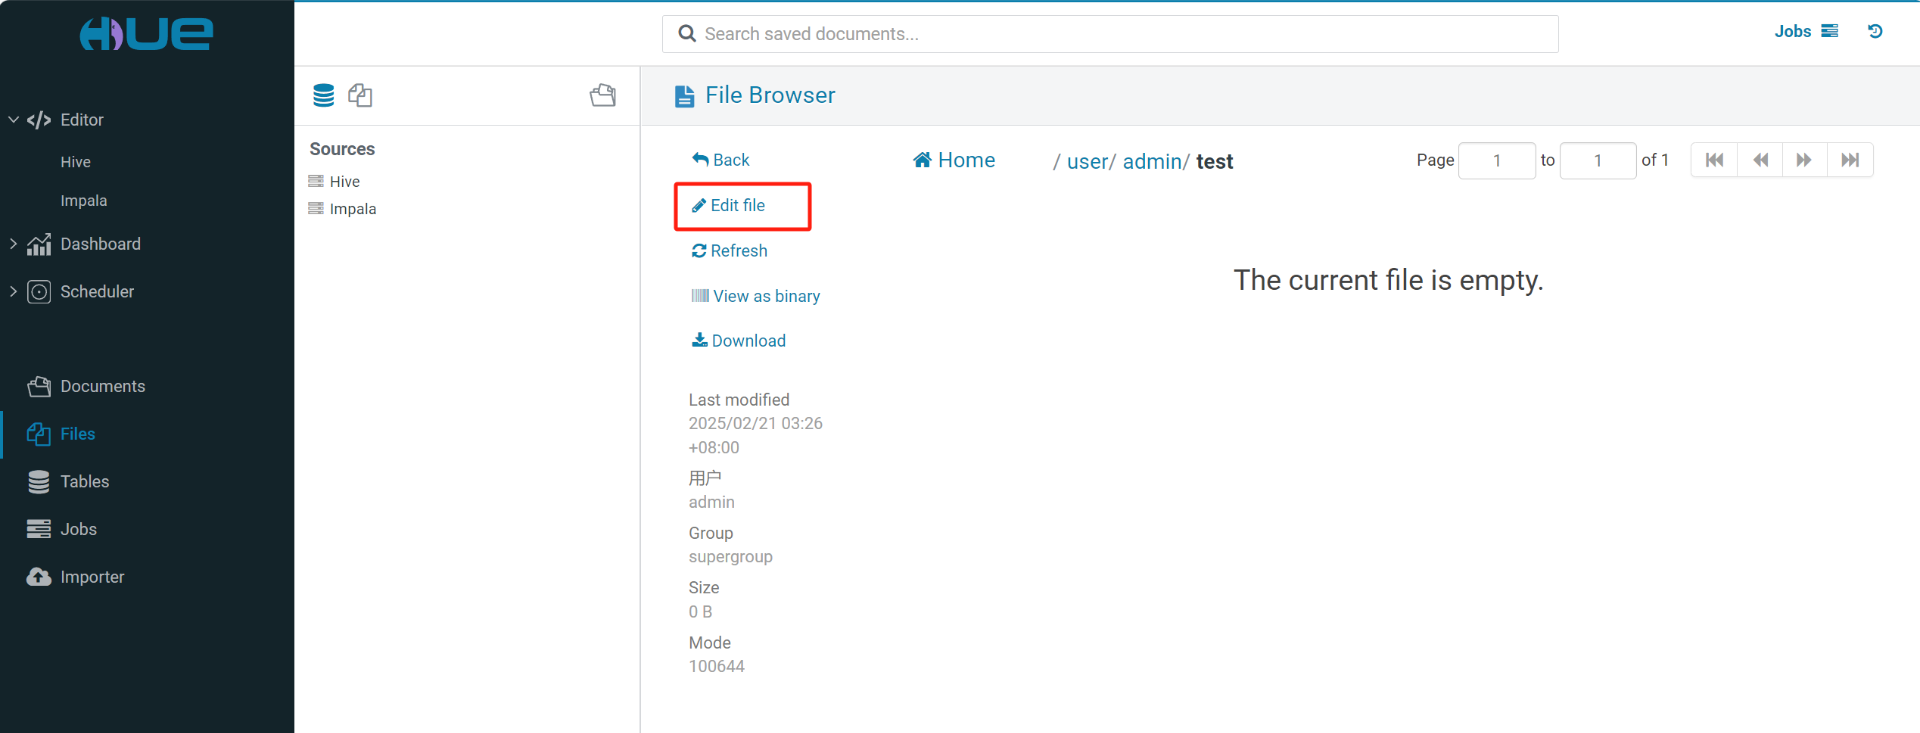 HUE
Search saved documents...
Jobs
Editor
Hive
Impala
Dashboard
Scheduler
Documents
Files
Tables
Jobs
Importer
Sources
Hive
Impala
File Browser
Back
Home / user/ admin/ test
Page 1 to 1 of 1
Edit file
Refresh
View as binary
Download
The current file is empty.
Last modified
2025/02/21 03:26
+08:00
用户
admin
Group
supergroup
Size
0 B
Mode
100644